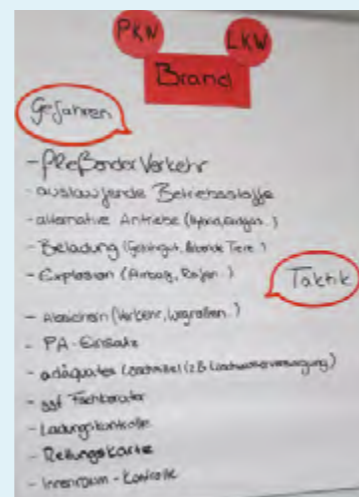 PKW
LKW
Brand
Gefahren
- fließender Verkehr
- auslaufende Betriebsstoffe
- alternative Antriebe (Hybrid, Erdgas..)
- Beladung (Gefahrgut, lebende Tiere..)
- Explosion (Airbag, Reifen..)
Taktik
- Absichern (Verkehr, Wegrollen..)
- PA-Einsatz
- adäquates Löschmittel (z.B. Löschwasserversorgung)
- ggf. Fachberater
- Ladungskontrolle
- Rettungskarte
- Innenraum-Kontrolle